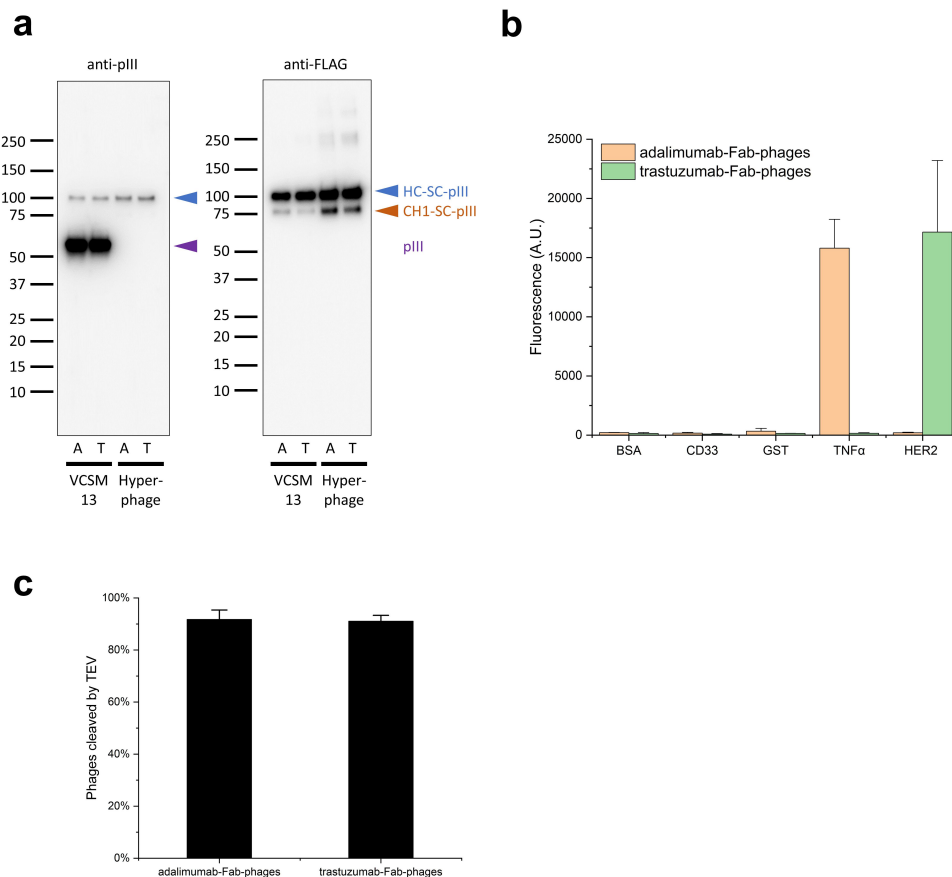 a
anti-pIII
250
100
75
50
37
25
20
15
10
A T A T
VCSM
13
Hyper-
phage
anti-FLAG
250
100
75
50
37
25
20
15
10
HC-SC-pIII
CH1-SC-pIII
pIII
A T A T
VCSM
13
Hyper-
phage
b
adalimumab-Fab-phages
trastuzumab-Fab-phages
Fluorescence (A.U.)
25000
20000
15000
10000
5000
0
BSA CD33 GST TNFα HER2
c
Phages cleaved by TEV
100%
80%
60%
40%
20%
0%
adalimumab-Fab-phages trastuzumab-Fab-phages